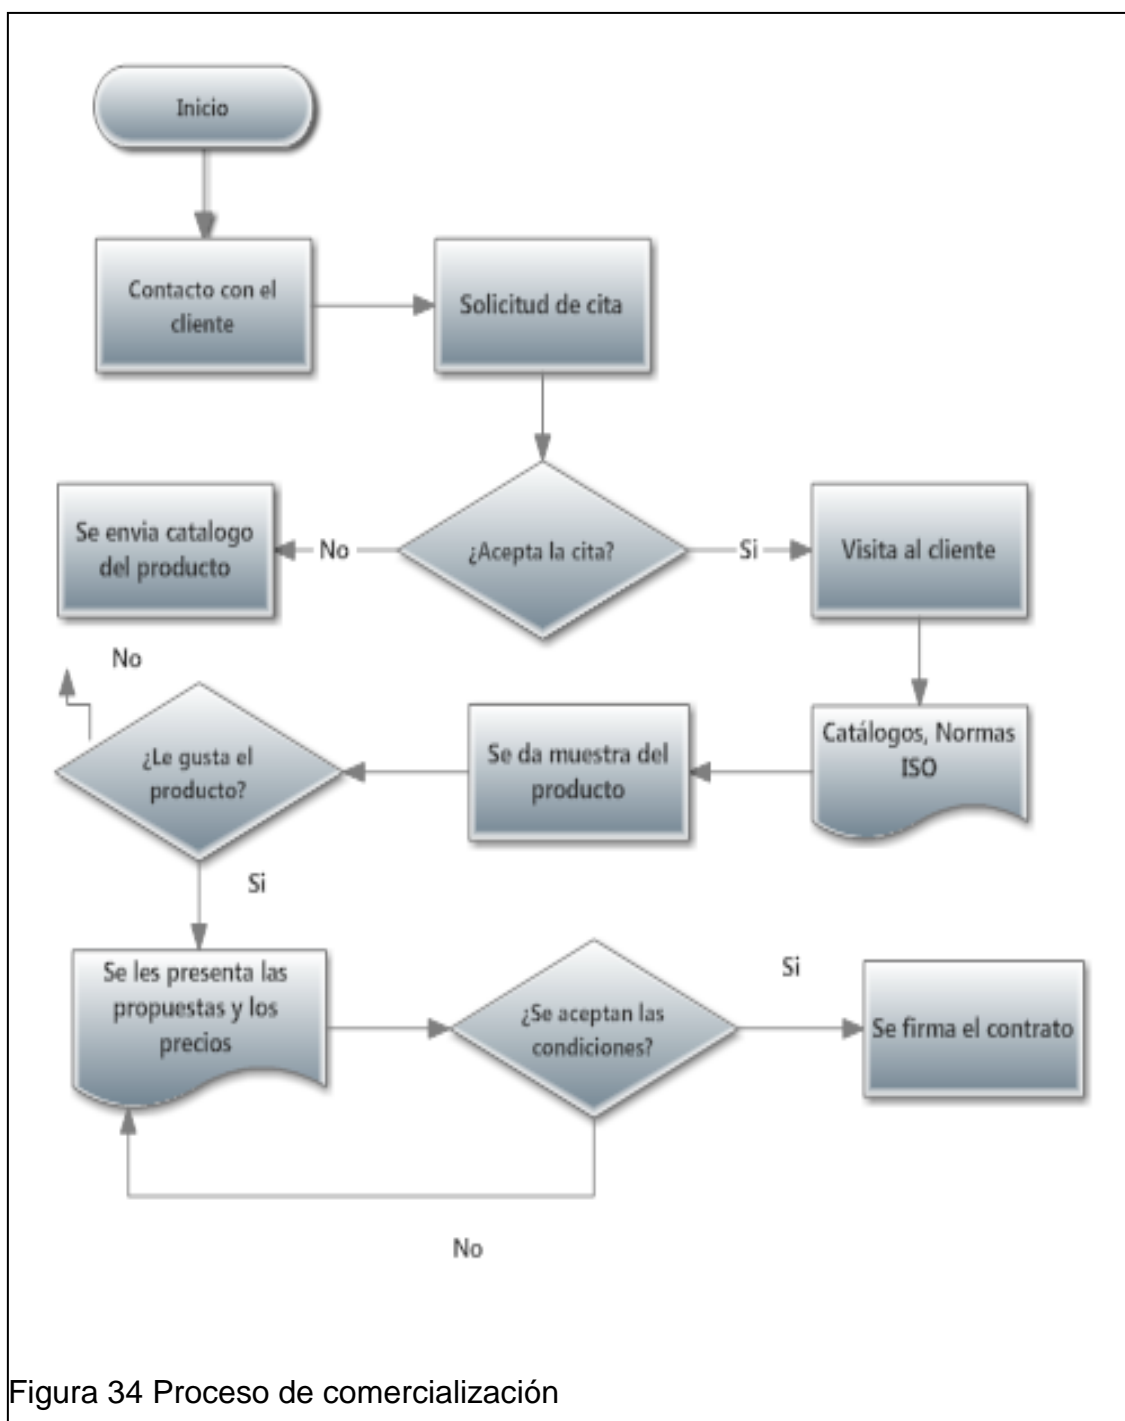 Inicio
Contacto con el
cliente
Solicitud de cita
¿Acepta la cita?
No
Si
Se envia catalogo
del producto
Visita al cliente
Catálogos, Normas
ISO
Se da muestra del
producto
¿Le gusta el
producto?
No
Si
Se les presenta las
propuestas y los
precios
¿Se aceptan las
condiciones?
Si
Se firma el contrato
No
Figura 34 Proceso de comercialización